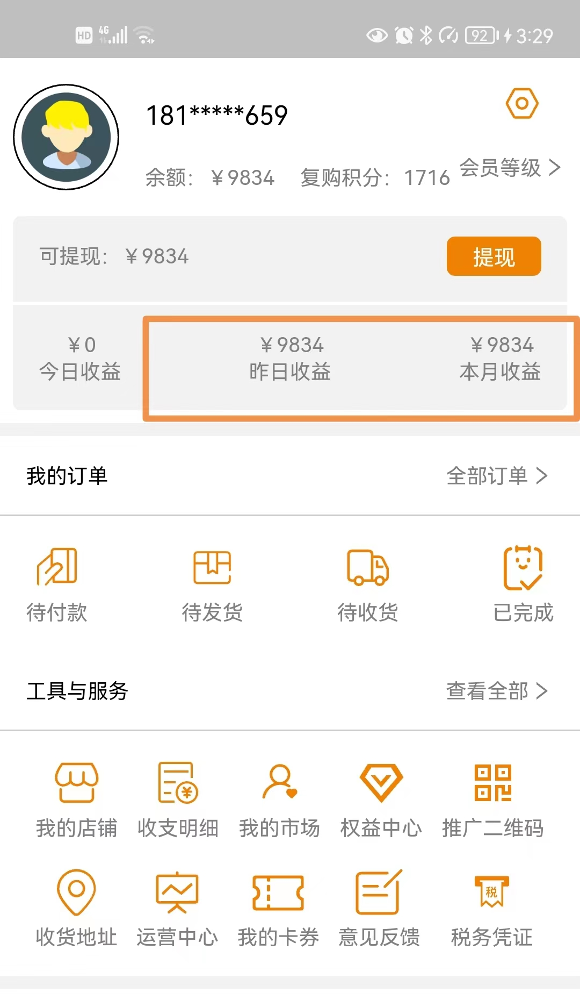 HD 4G 92 3:29
181*****659
余额：￥9834 复购积分：1716 会员等级
可提现：￥9834 提现
￥0 ￥9834 ￥9834
今日收益 昨日收益 本月收益
我的订单 全部订单
待付款 待发货 待收货 已完成
工具与服务 查看全部
我的店铺 收支明细 我的市场 权益中心 推广二维码
税
收货地址 运营中心 我的卡券 意见反馈 税务凭证